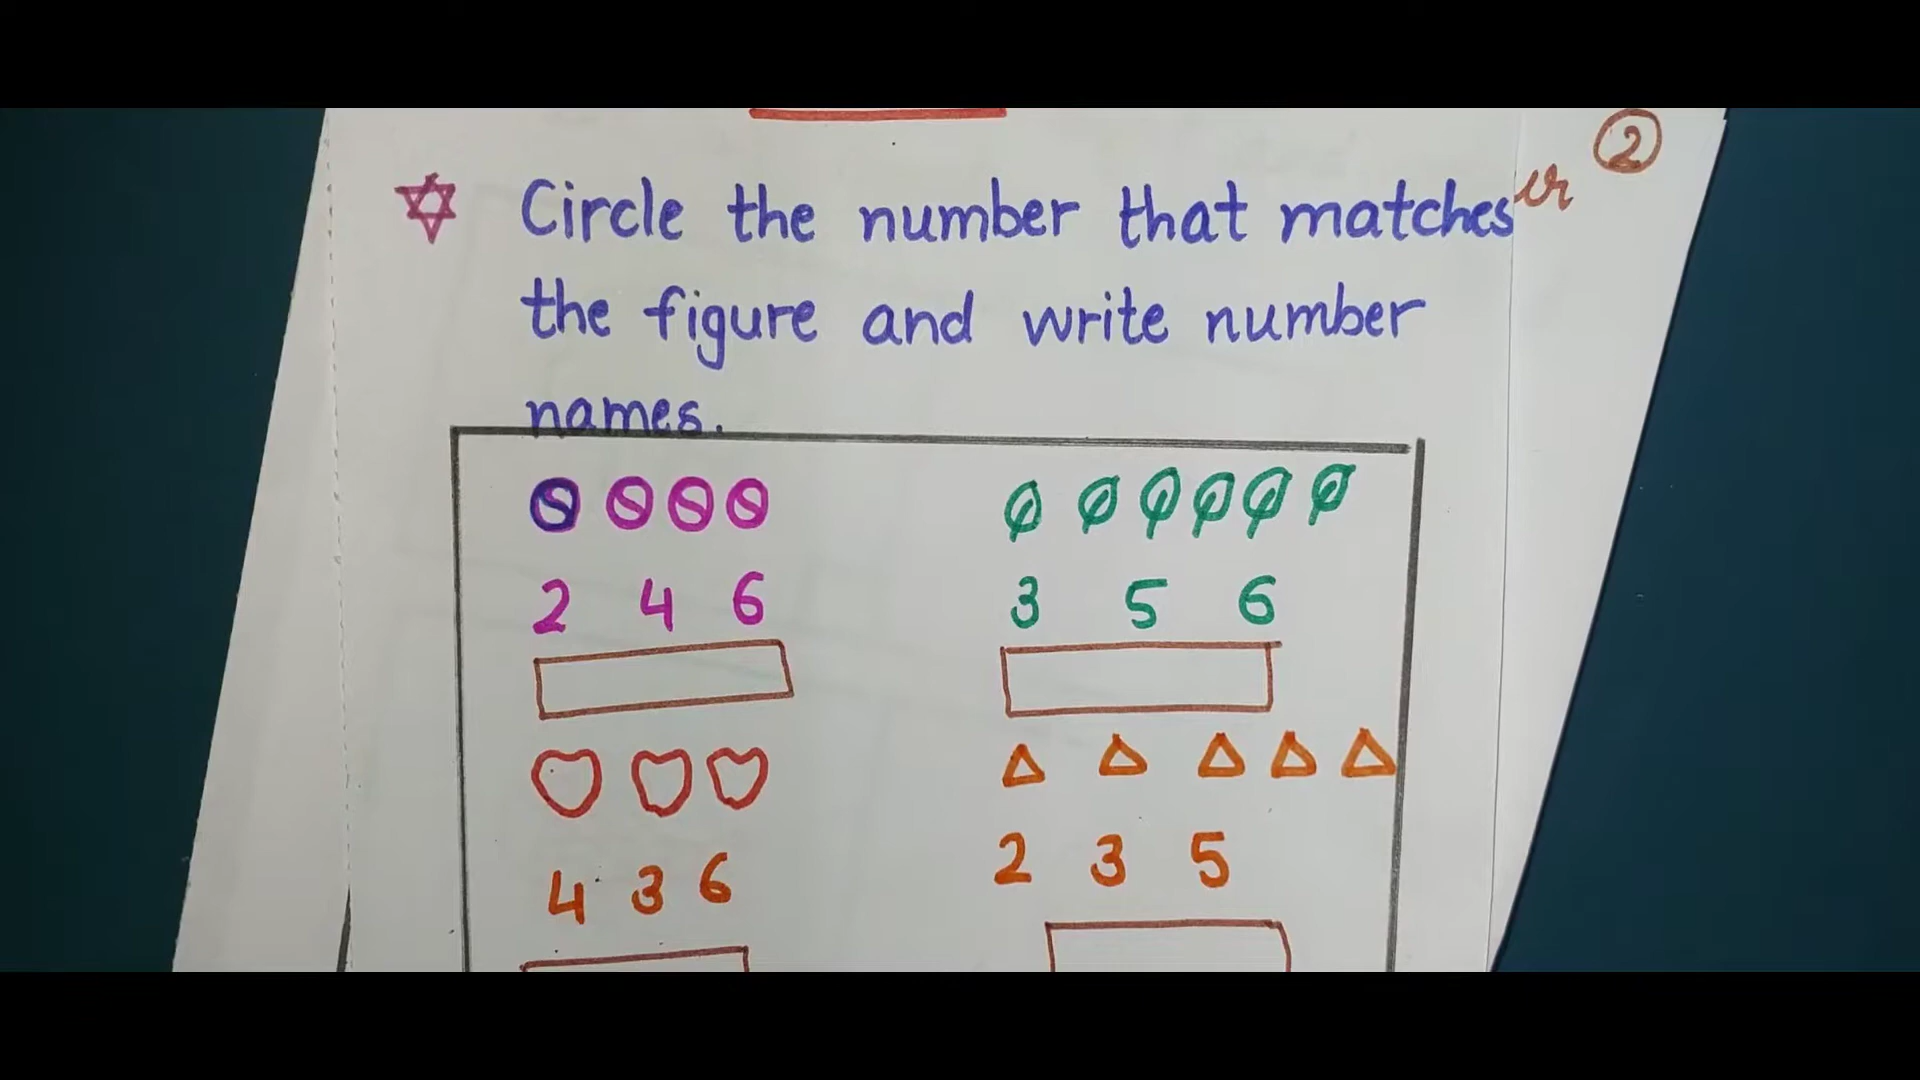 ②
Circle the number that matches
the figure and write number
names.
2 4 6
3 5 6
4 3 6
2 3 5